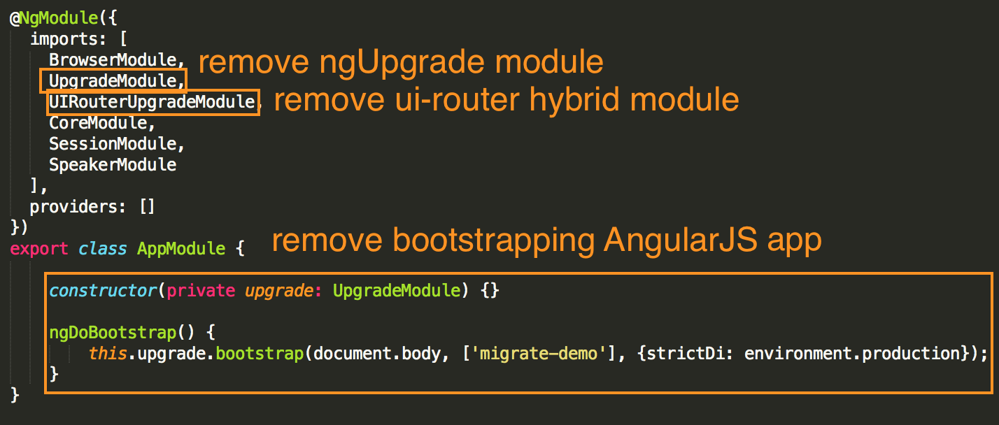 @NgModule({
imports: [
BrowserModule, remove ngUpgrade module
UpgradeModule,
UIRouterUpgradeModule, remove ui-router hybrid module
CoreModule,
SessionModule,
SpeakerModule
],
providers: []
})
export class AppModule { remove bootstrapping AngularJS app
constructor(private upgrade: UpgradeModule) {}
ngDoBootstrap() {
this.upgrade.bootstrap(document.body, ['migrate-demo'], {strictDi: environment.production});
}
}